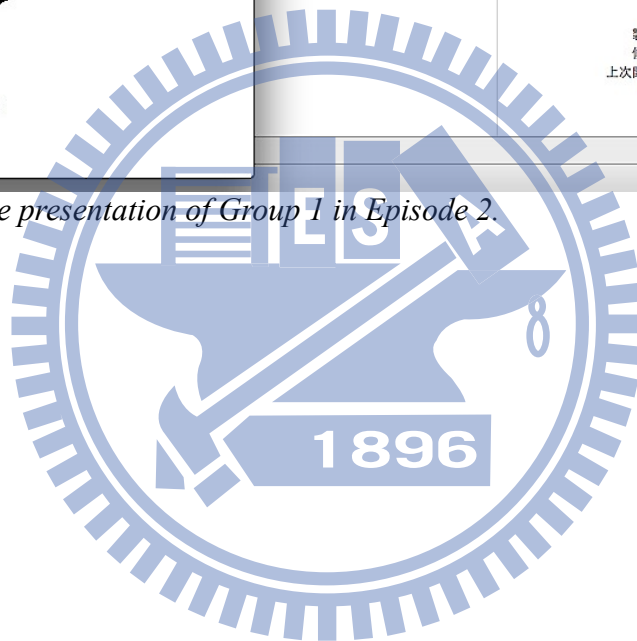 上次
e presentation of Group 1 in Episode 2.
E S A
1896